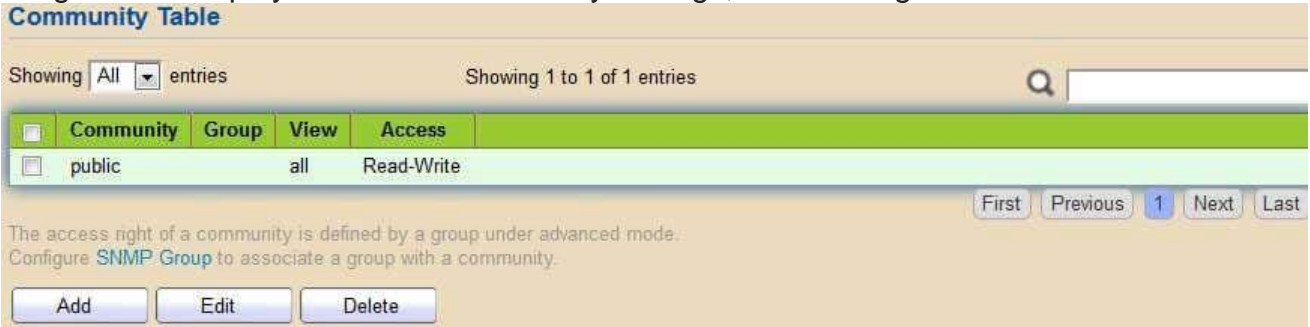 Community Table
Showing All entries Showing 1 to 1 of 1 entries
Community Group View Access
public all Read-Write
First Previous 1 Next Last
The access right of a community is defined by a group under advanced mode.
Configure SNMP Group to associate a group with a community.
Add Edit Delete